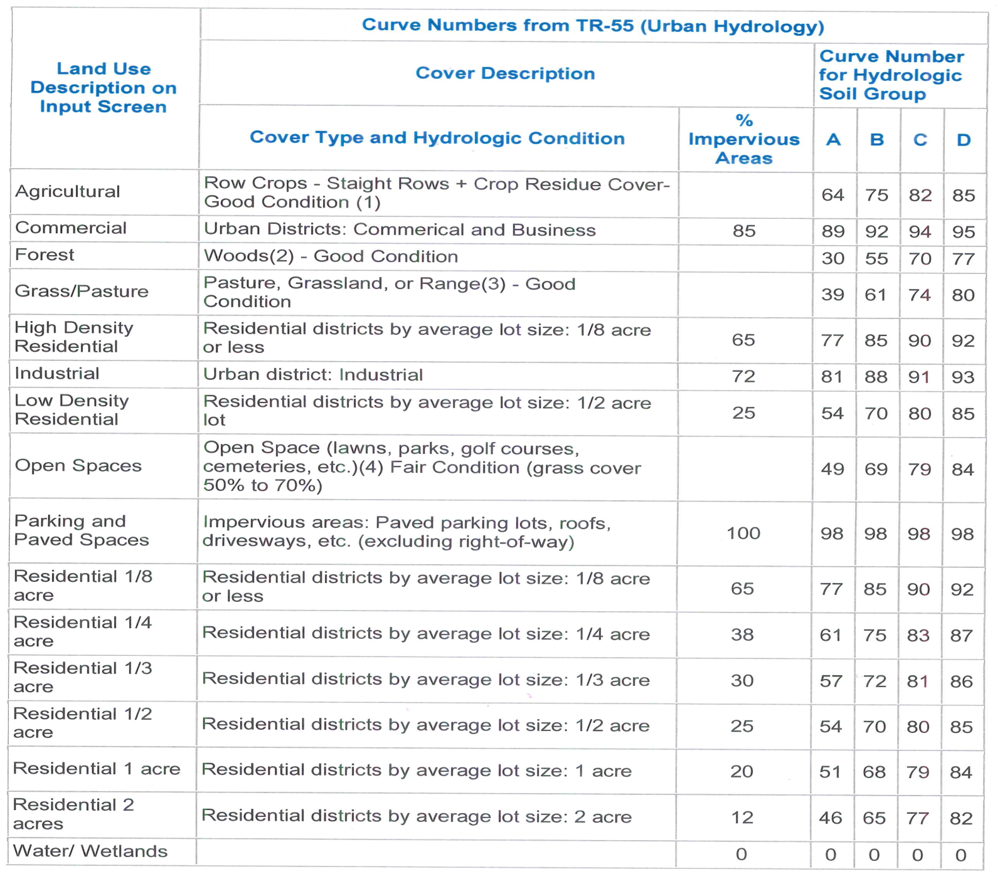 Curve Numbers from TR-55 (Urban Hydrology)
Land Use
Description on
Input Screen
Cover Description
Curve Number
for Hydrologic
Soil Group
Cover Type and Hydrologic Condition
%
Impervious
Areas
A B C D
Agricultural
Row Crops - Staight Rows + Crop Residue Cover-
Good Condition (1)
64 75 82 85
Commercial Urban Districts: Commerical and Business 85 89 92 94 95
Forest Woods(2) - Good Condition 30 55 70 77
Grass/Pasture
Pasture, Grassland, or Range(3) - Good
Condition
39 61 74 80
High Density
Residential
Residential districts by average lot size: 1/8 acre
or less
65 77 85 90 92
Industrial Urban district: Industrial 72 81 88 91 93
Low Density
Residential
Residential districts by average lot size: 1/2 acre
lot
25 54 70 80 85
Open Spaces
Open Space (lawns, parks, golf courses,
cemeteries, etc.)(4) Fair Condition (grass cover
50% to 70%)
49 69 79 84
Parking and
Paved Spaces
Impervious areas: Paved parking lots, roofs,
drivesways, etc. (excluding right-of-way)
100 98 98 98 98
Residential 1/8
acre
Residential districts by average lot size: 1/8 acre
or less
65 77 85 90 92
Residential 1/4
acre
Residential districts by average lot size: 1/4 acre
38 61 75 83 87
Residential 1/3
acre
Residential districts by average lot size: 1/3 acre
30 57 72 81 86
Residential 1/2
acre
Residential districts by average lot size: 1/2 acre
25 54 70 80 85
Residential 1 acre Residential districts by average lot size: 1 acre 20 51 68 79 84
Residential 2
acres
Residential districts by average lot size: 2 acre
12 46 65 77 82
Water/ Wetlands 0 0 0 0 0